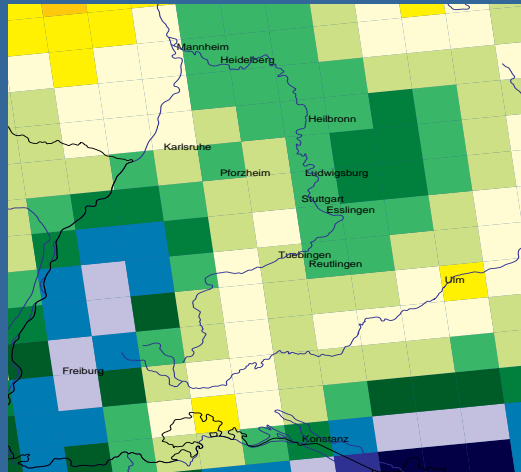 Mannheim
Heidelberg
Heilbronn
Karlsruhe
Pforzheim
Ludwigsburg
Stuttgart
Esslingen
Tuebingen
Reutlingen
Ulm
Freiburg
Konstanz